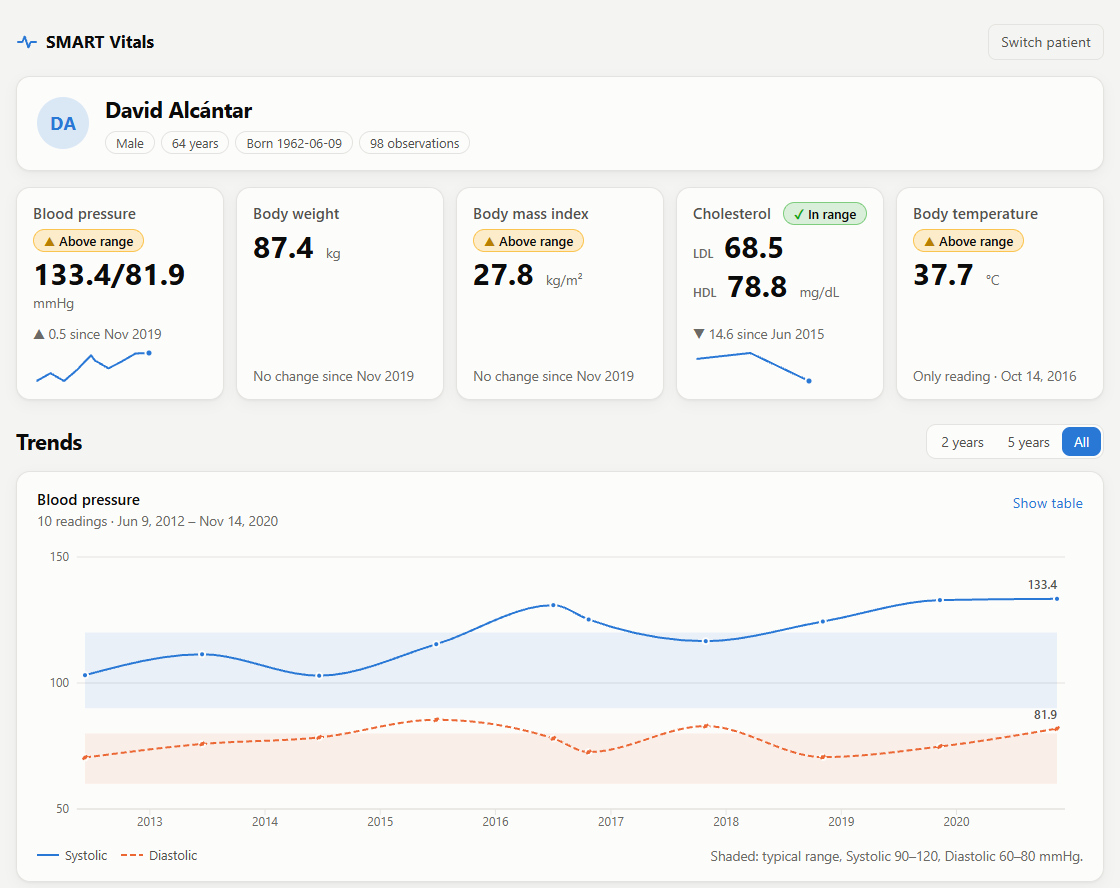 SMART Vitals
Switch patient
DA
David Alcántar
Male
64 years
Born 1962-06-09
98 observations
Blood pressure
▲ Above range
133.4/81.9
mmHg
▲ 0.5 since Nov 2019
Body weight
87.4 kg
No change since Nov 2019
Body mass index
▲ Above range
27.8 kg/m²
No change since Nov 2019
Cholesterol
✓ In range
LDL 68.5
HDL 78.8 mg/dL
▼ 14.6 since Jun 2015
Body temperature
▲ Above range
37.7 °C
Only reading · Oct 14, 2016
Trends
2 years
5 years
All
Blood pressure
Show table
10 readings · Jun 9, 2012 – Nov 14, 2020
150
133.4
100
81.9
50
2013 2014 2015 2016 2017 2018 2019 2020
Systolic
Diastolic
Shaded: typical range, Systolic 90–120, Diastolic 60–80 mmHg.